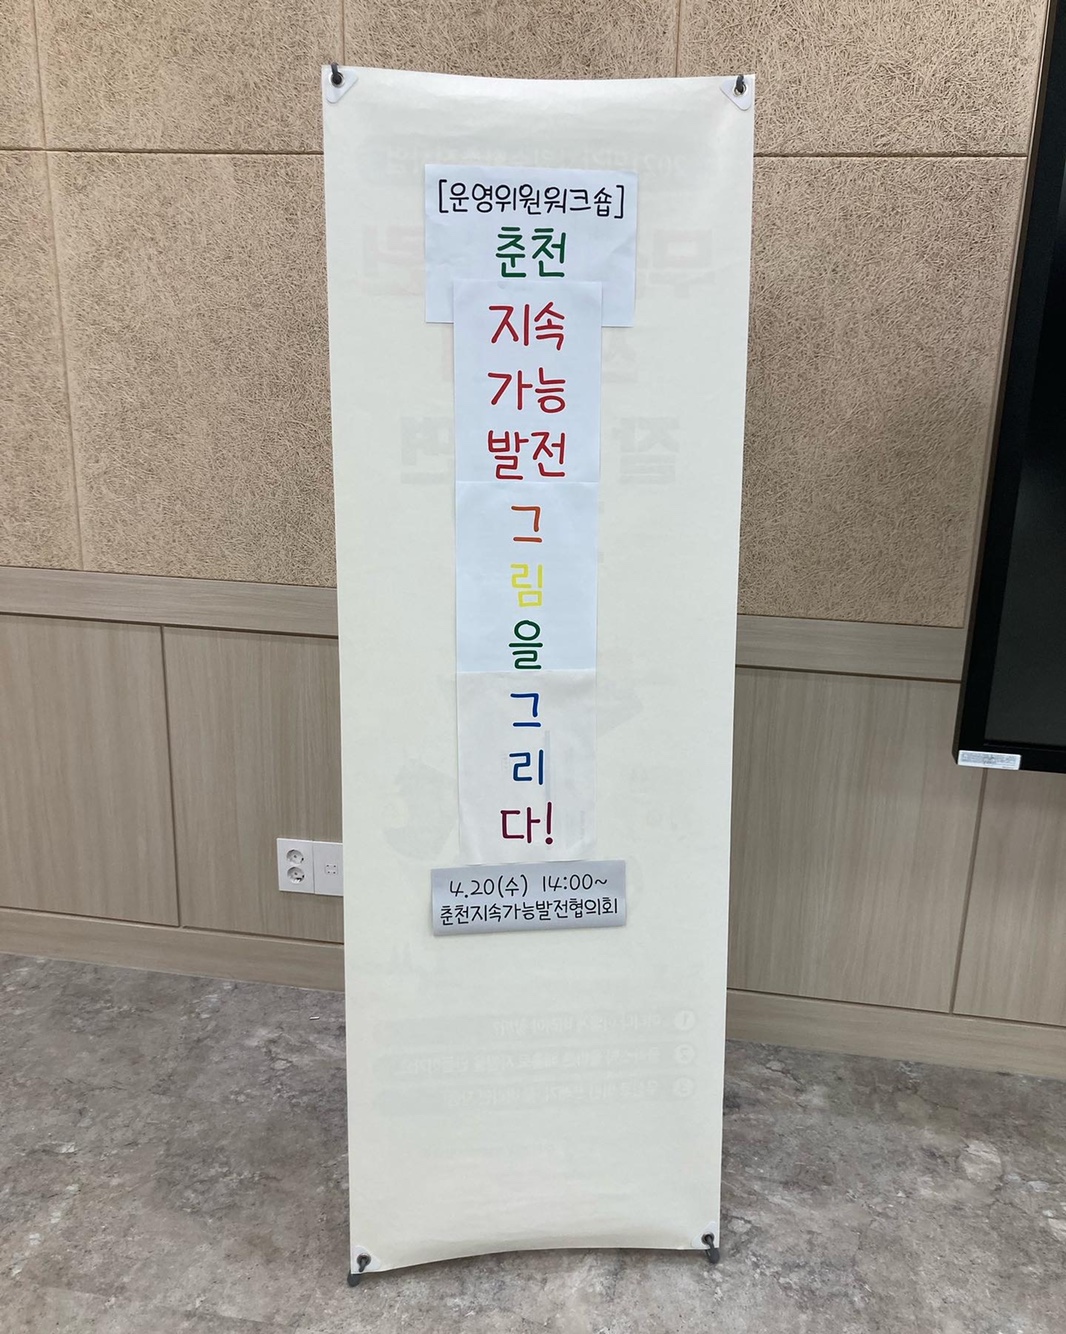 [운영위원워크숍]
춘천
지속
가능
발전
그
림
을
그
리
다!
4.20(수) 14:00~
춘천지속가능발전협의회